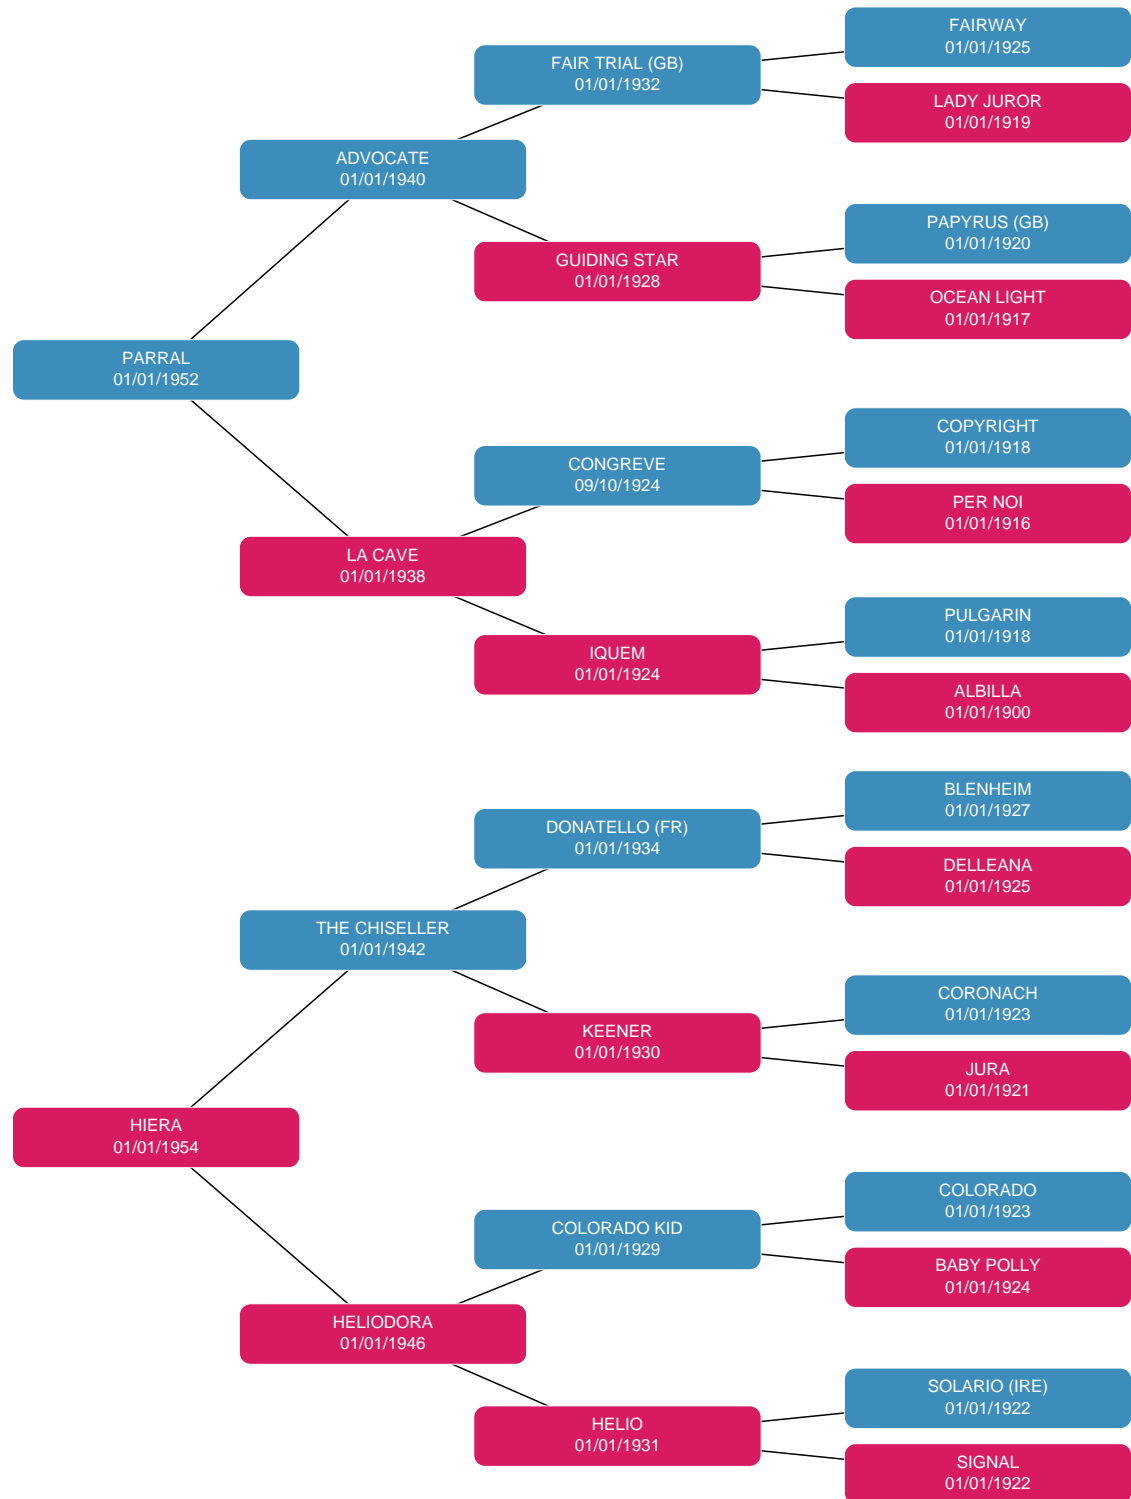 FAIRWAY
01/01/1925
FAIR TRIAL (GB)
01/01/1932
LADY JUROR
01/01/1919
ADVOCATE
01/01/1940
PAPYRUS (GB)
01/01/1920
GUIDING STAR
01/01/1928
OCEAN LIGHT
01/01/1917
PARRAL
01/01/1952
COPYRIGHT
01/01/1918
CONGREVE
09/10/1924
PER NOI
01/01/1916
LA CAVE
01/01/1938
PULGARIN
01/01/1918
IQUEM
01/01/1924
ALBILLA
01/01/1900
BLENHEIM
01/01/1927
DONATELLO (FR)
01/01/1934
DELLEANA
01/01/1925
THE CHISELLER
01/01/1942
CORONACH
01/01/1923
KEENER
01/01/1930
JURA
01/01/1921
HIERA
01/01/1954
COLORADO
01/01/1923
COLORADO KID
01/01/1929
BABY POLLY
01/01/1924
HELIODORA
01/01/1946
SOLARIO (IRE)
01/01/1922
HELIO
01/01/1931
SIGNAL
01/01/1922